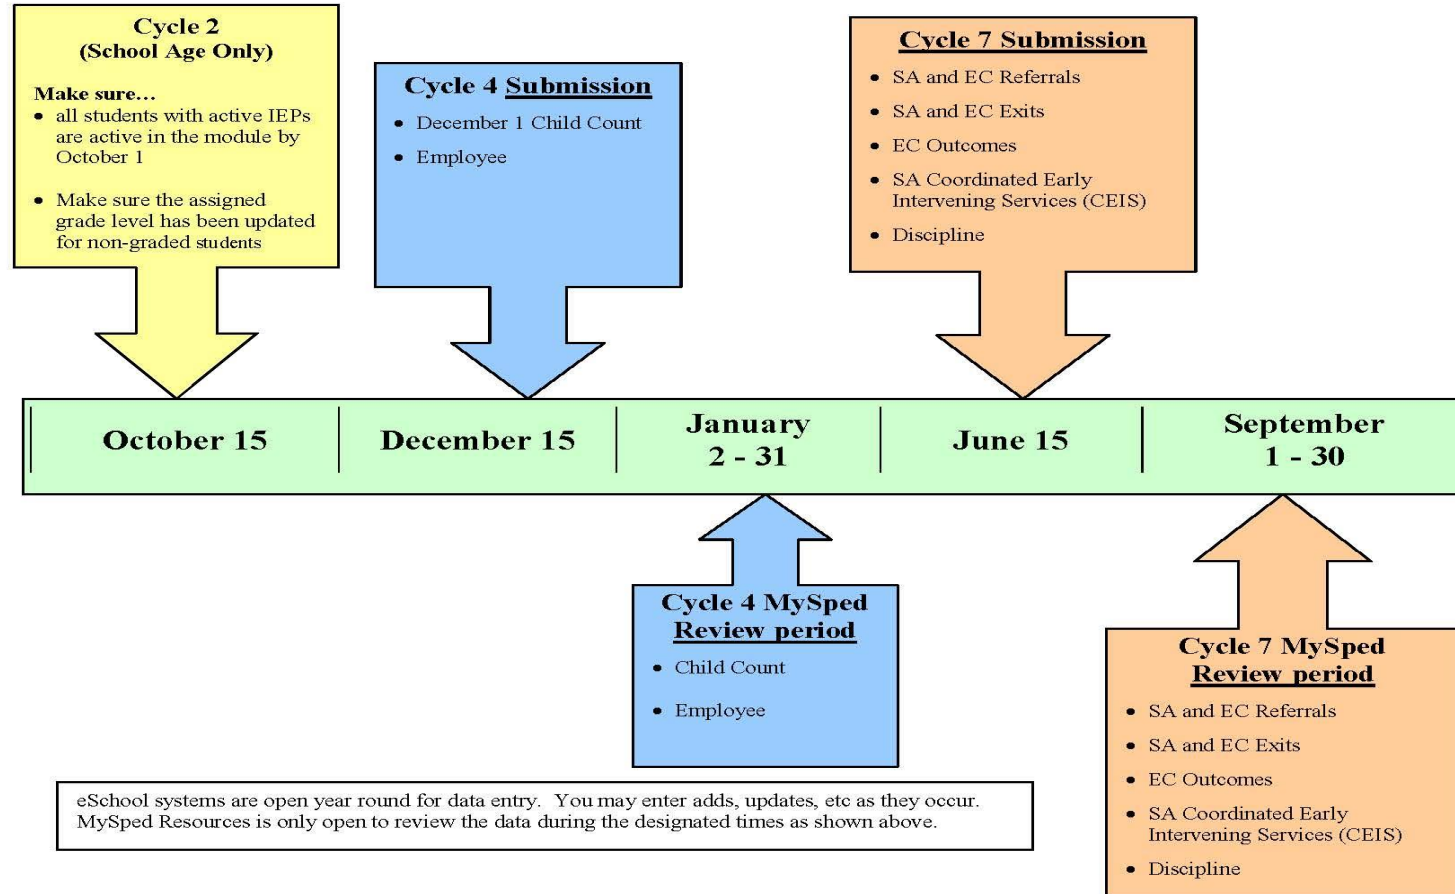 Cycle 2
(School Age Only)
Make sure…
• all students with active IEPs
are active in the module by
October 1
• Make sure the assigned
grade level has been updated
for non-graded students
Cycle 4 Submission
• December 1 Child Count
• Employee
Cycle 7 Submission
• SA and EC Referrals
• SA and EC Exits
• EC Outcomes
• SA Coordinated Early
Intervening Services (CEIS)
• Discipline
October 15
December 15
January
2 - 31
June 15
September
1 - 30
Cycle 4 MySped
Review period
• Child Count
• Employee
Cycle 7 MySped
Review period
• SA and EC Referrals
• SA and EC Exits
• EC Outcomes
• SA Coordinated Early
Intervening Services (CEIS)
• Discipline
eSchool systems are open year round for data entry.  You may enter adds, updates, etc as they occur.
MySped Resources is only open to review the data during the designated times as shown above.